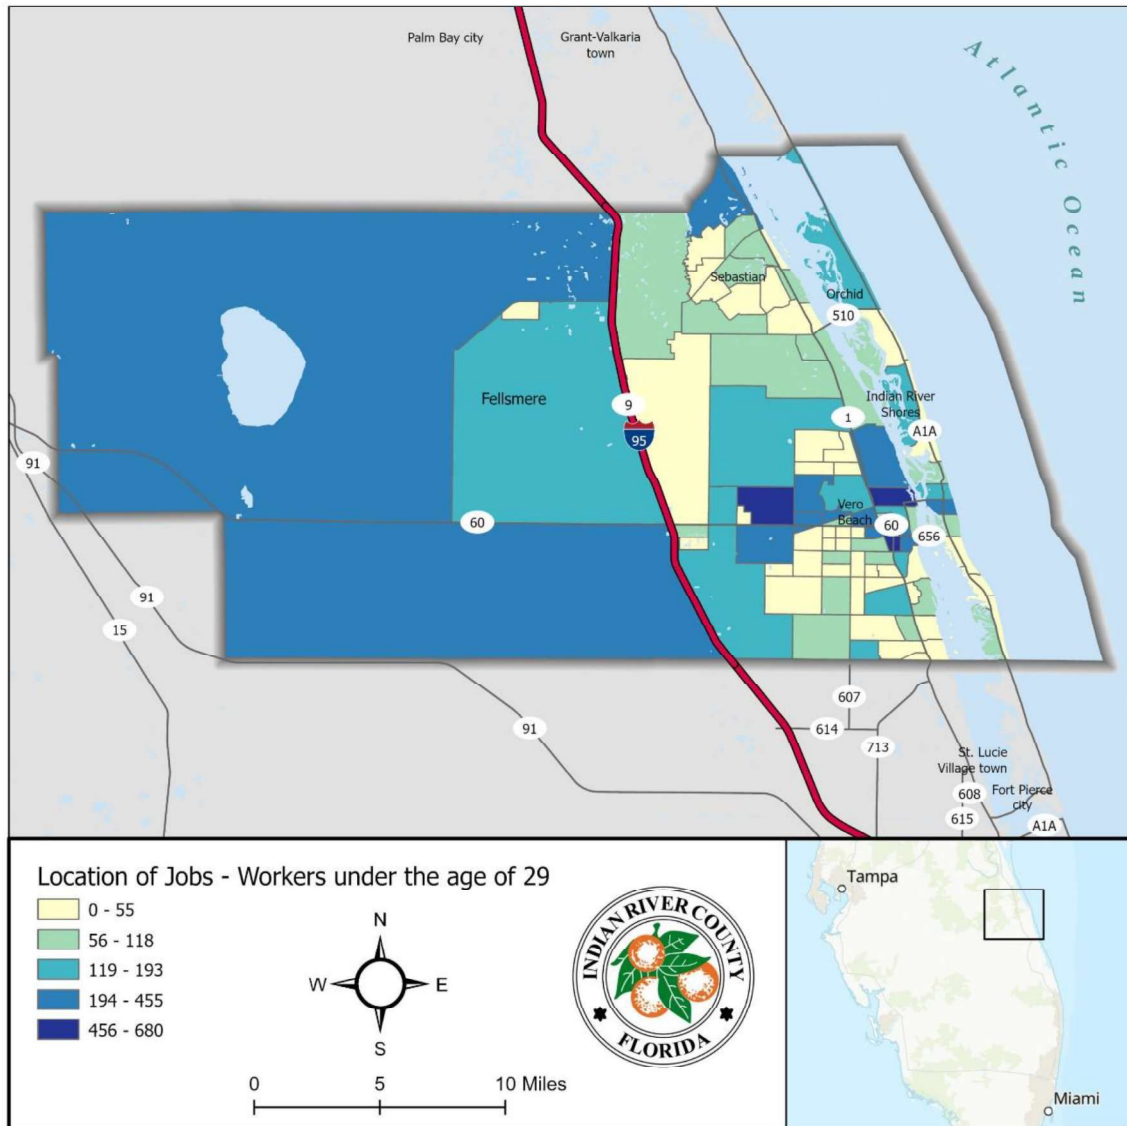 Palm Bay city
Grant-Valkaria
town
Atlantic Ocean
Sebastian
Orchid
510
Fellsmere
9
95
1
Indian River
Shores
A1A
91
60
Vero
Beach
60
656
91
15
91
607
614
713
St. Lucie
Village town
608
Fort Pierce
city
615
A1A
Location of Jobs - Workers under the age of 29
0 - 55
56 - 118
119 - 193
194 - 455
456 - 680
N
W
E
S
0
5
10 Miles
INDIAN RIVER COUNTY
FLORIDA
Tampa
Miami